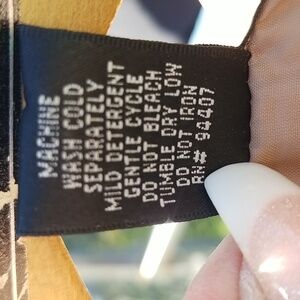 MACHINE
WASH COLD
SEPARATELY
MILD DETERGENT
GENTLE CYCLE
DO NOT BLEACH
TUMBLE DRY LOW
DO NOT IRON
RN# 94407